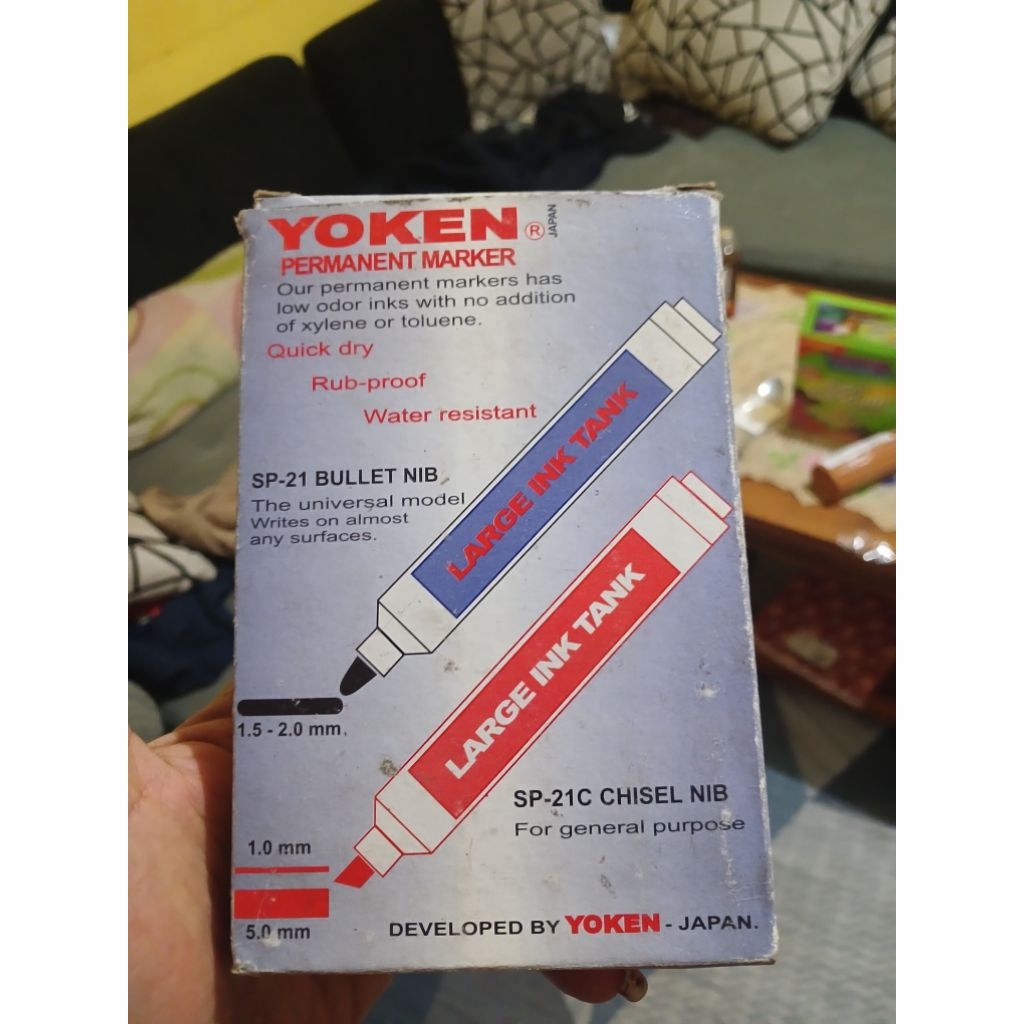 YOKEN ® JAPAN
PERMANENT MARKER
Our permanent markers has
low odor inks with no addition
of xylene or toluene.
Quick dry
Rub-proof
Water resistant
LARGE INK TANK
SP-21 BULLET NIB
The universal model
Writes on almost
any surfaces.
1.5 - 2.0 mm.
LARGE INK TANK
SP-21C CHISEL NIB
For general purpose
1.0 mm
5.0 mm
DEVELOPED BY YOKEN - JAPAN.